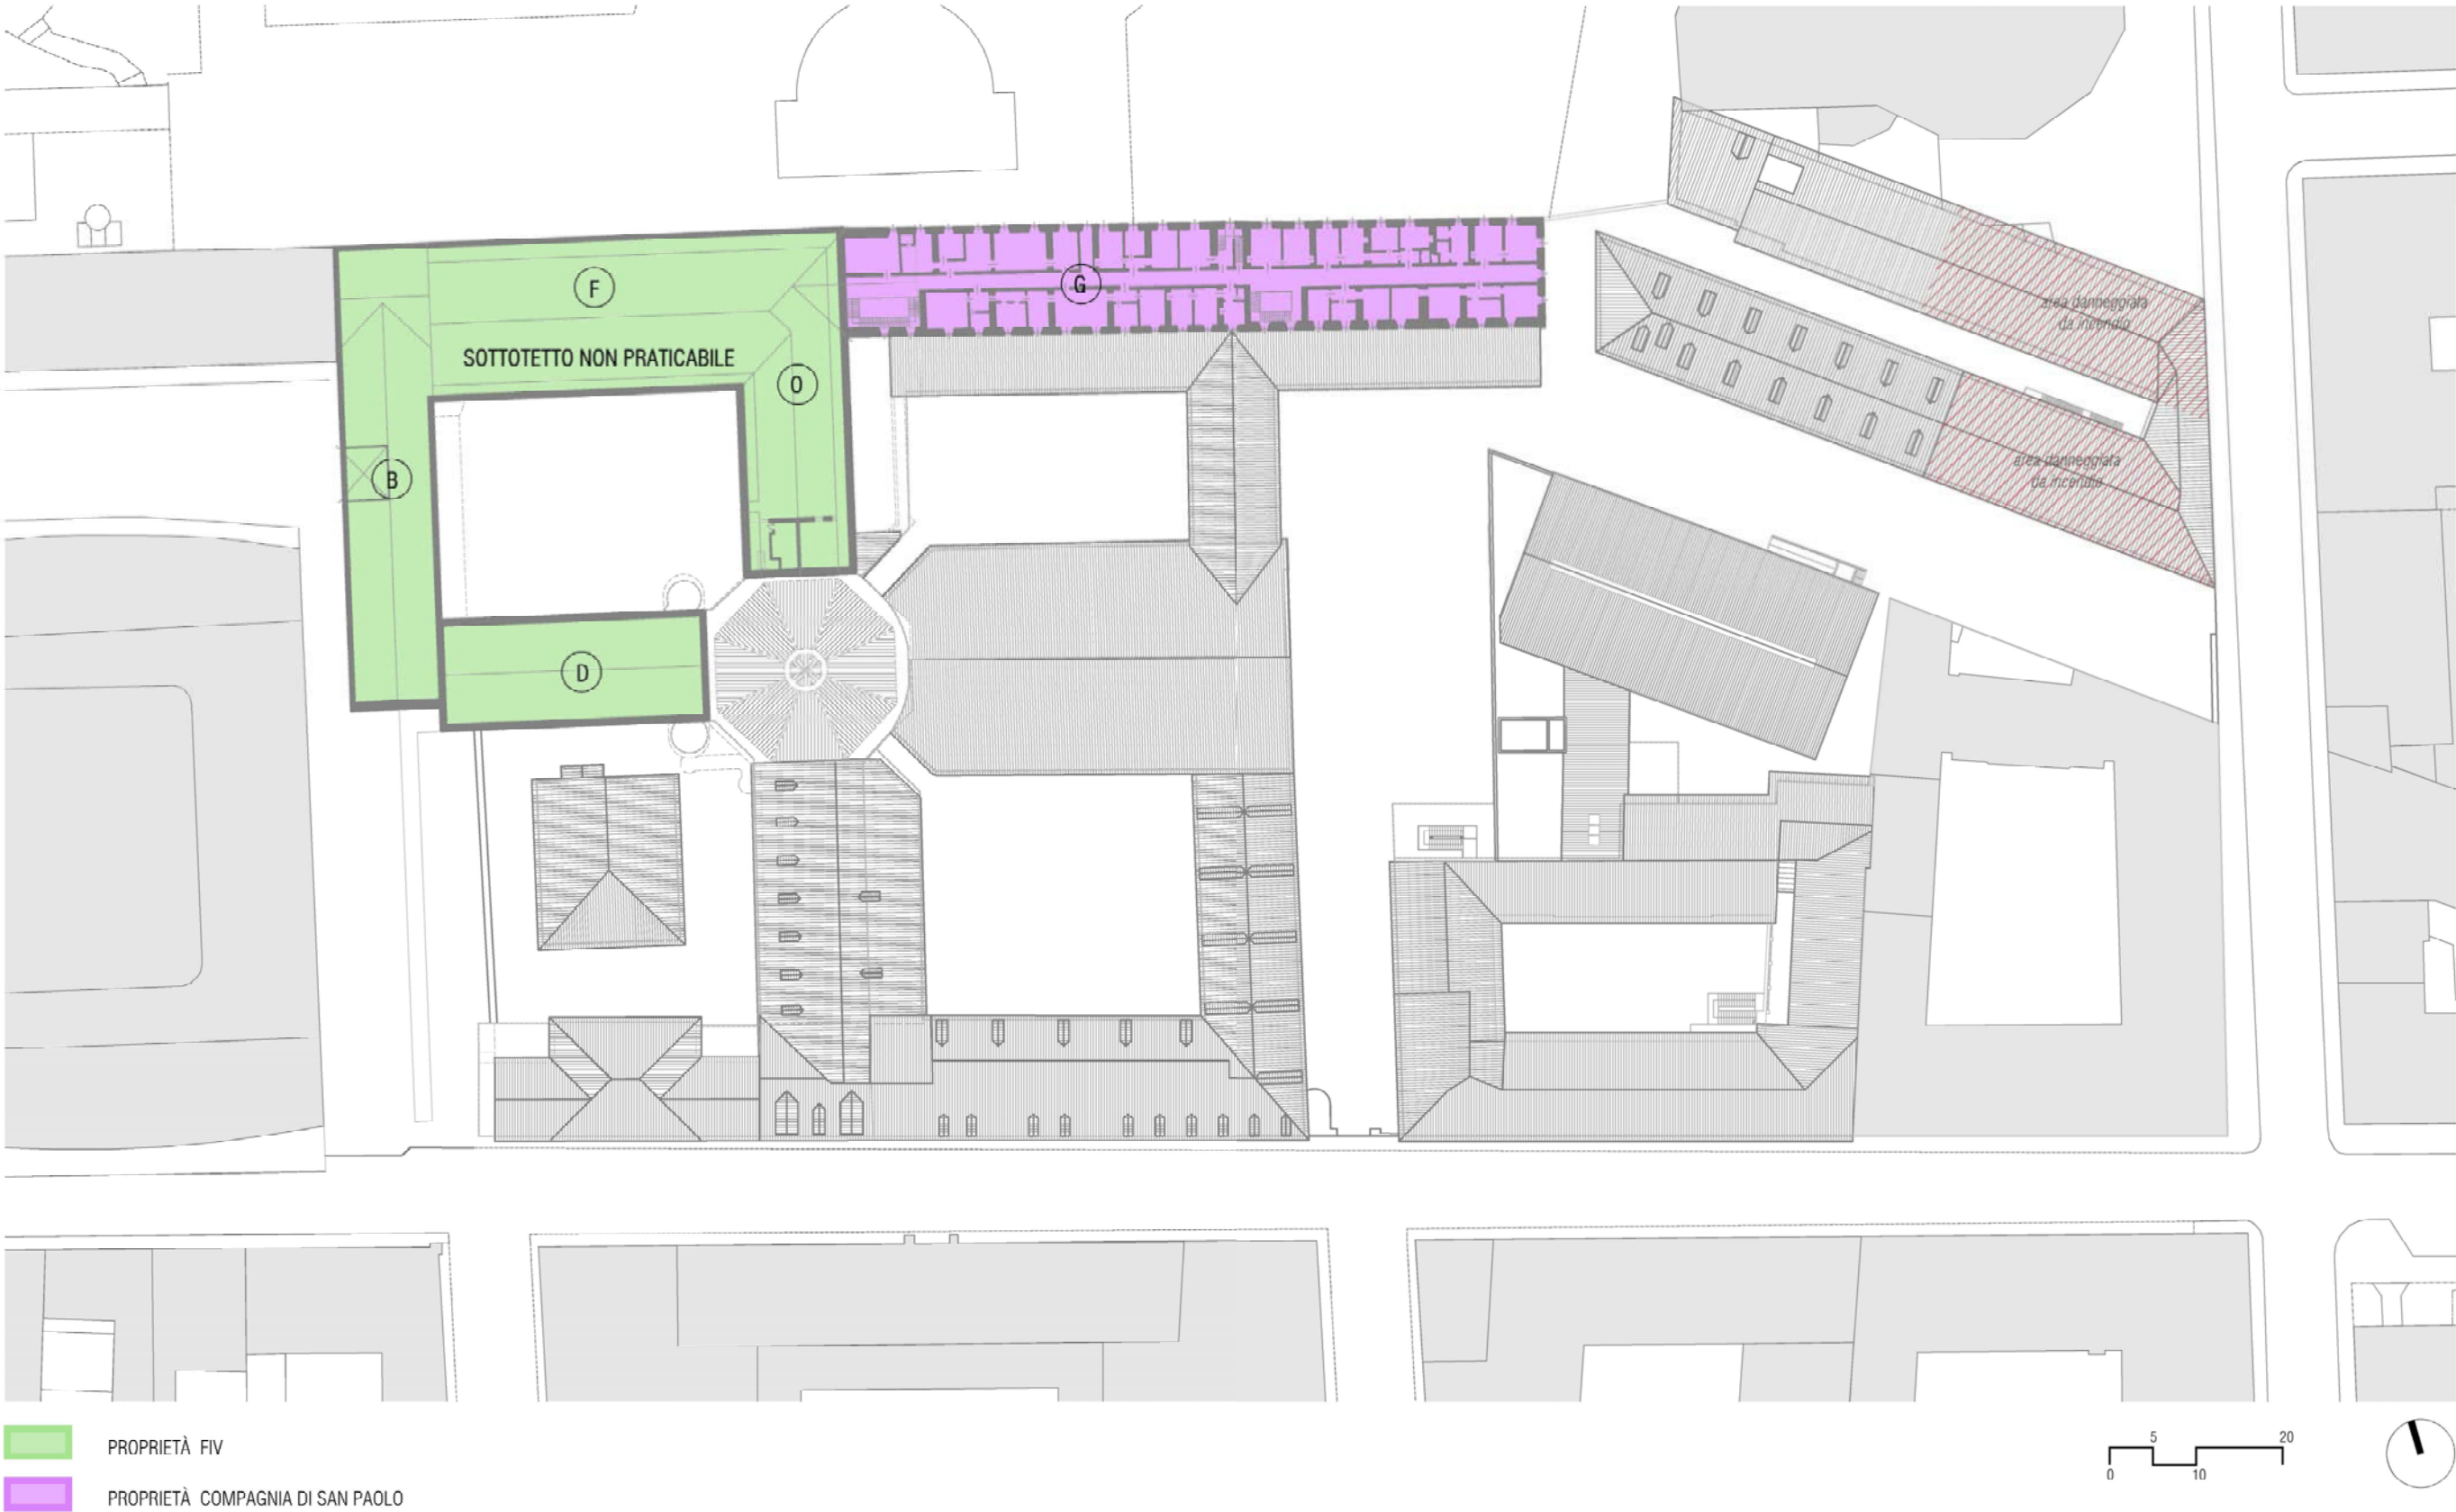 F
G
area danneggiata
da incendio
SOTTOTETTO NON PRATICABILE
O
B
area danneggiata
da incendio
D
PROPRIETÀ FIV
PROPRIETÀ COMPAGNIA DI SAN PAOLO
5 20
0 10